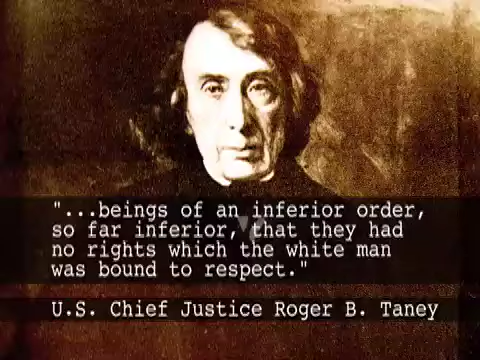 "...beings of an inferior order,
so far inferior, that they had
no rights which the white man
was bound to respect."
U.S. Chief Justice Roger B. Taney